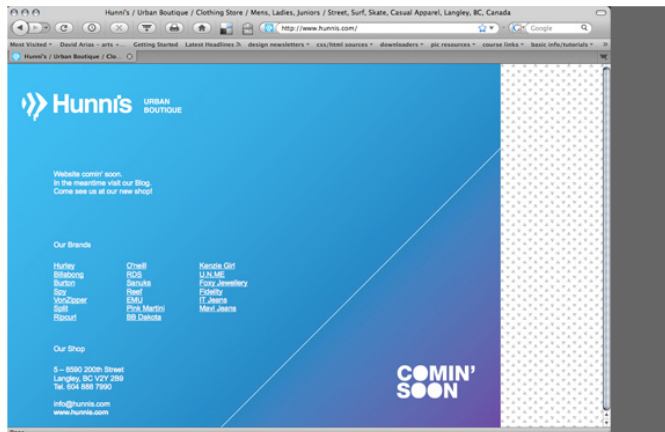 Hunni's / Urban Boutique / Clothing Store / Mens, Ladies, Juniors / Street, Surf, Skate, Casual Apparel, Langley, BC, Canada
http://www.hunnis.com/
Google
Most Visited David Arias - arts >... Getting Started Latest Headlines design newsletters css/html sources downloaders pic resources course links basic info/tutorials »
Hunni's / Urban Boutique / Clo...
Hunnis URBAN
BOUTIQUE
Website comin' soon.
In the meantime visit our Blog.
Come see us at our new shop!
Our Brands
Hurley O'neill Kenzie Girl
Billabong RDS U.N.ME
Burton Sanuks Foxy Jewellery
Spy Reef Fidelity
VonZipper EMU IT Jeans
Split Pink Martini Mavi Jeans
Ripcurl BB Dakota
Our Shop
5 – 8590 200th Street
Langley, BC V2Y 2B9
Tel. 604 888 7990
info@hunnis.com
www.hunnis.com
COMIN'
SOON